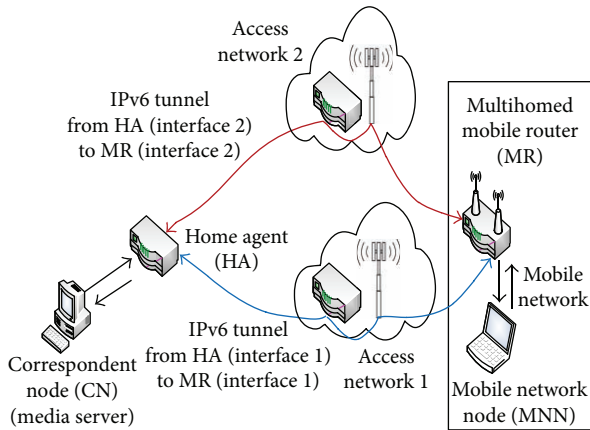 Access
network 2
IPv6 tunnel
from HA (interface 2)
to MR (interface 2)
Multihomed
mobile router
(MR)
Home agent
(HA)
Mobile
network
IPv6 tunnel
from HA (interface 1)
to MR (interface 1)
Access
network 1
Correspondent
node (CN)
(media server)
Mobile network
node (MNN)